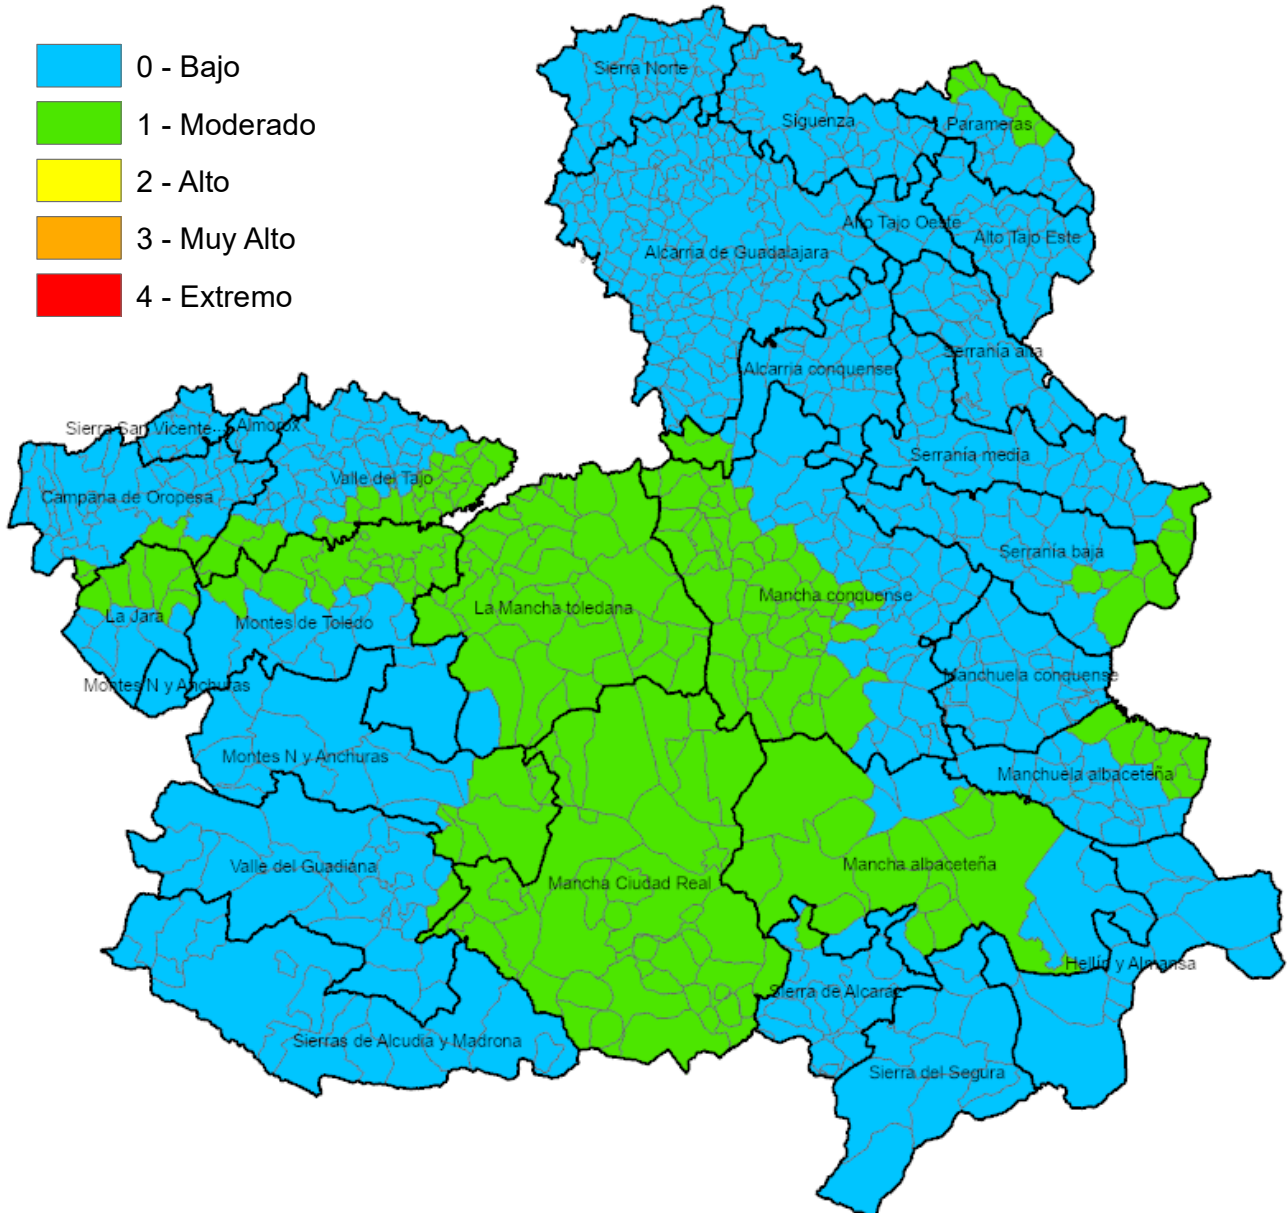 0 - Bajo
1 - Moderado
2 - Alto
3 - Muy Alto
4 - Extremo
Sierra Norte
Sigüenza
Parameras
Alto Tajo Oeste
Alto Tajo Este
Alcarria de Guadalajara
Serranía alta
Alcarria conquense
Sierra San Vicente
Almorox
Serranía media
Valle del Tajo
Campana de Oropesa
Serranía baja
Mancha conquense
La Mancha toledana
La Jara
Montes de Toledo
Manchuela conquense
Montes N y Anchuras
Montes N y Anchuras
Manchuela albaceteña
Valle del Guadiana
Mancha albaceteña
Mancha Ciudad Real
Hellín y Almansa
Sierra de Alcaraz
Sierras de Alcudia y Madrona
Sierra del Segura